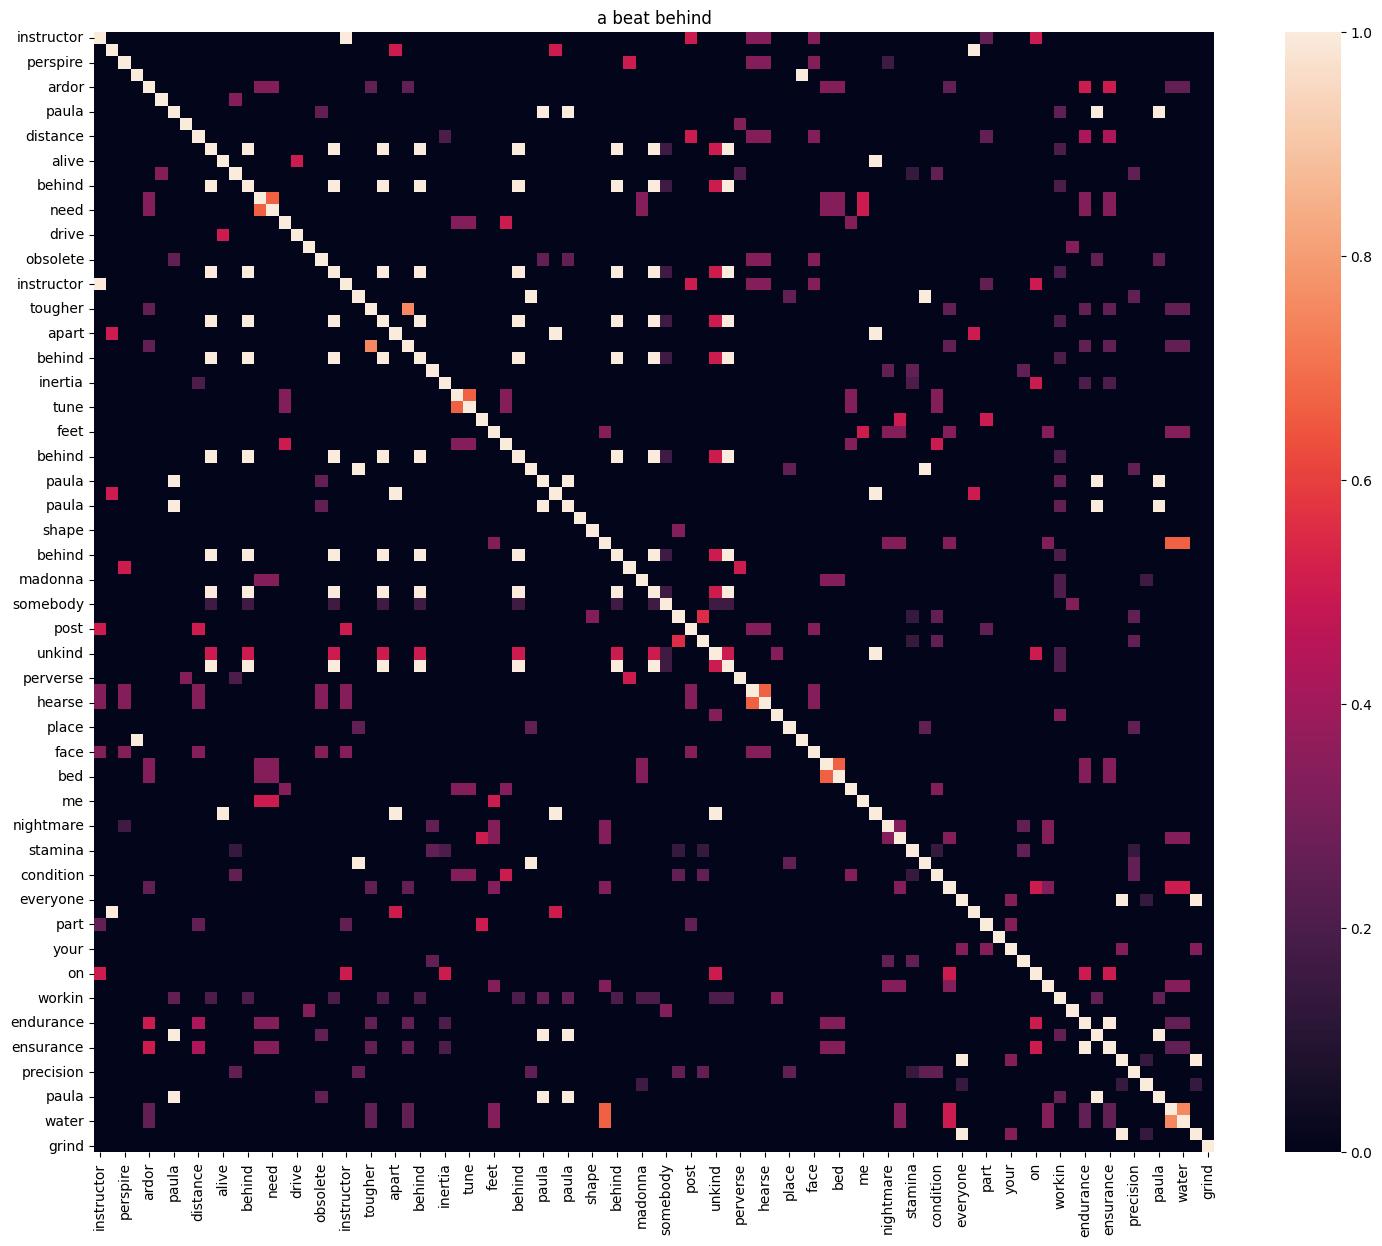 a beat behind
instructor
perspire
ardor
paula
distance
alive
behind
need
drive
obsolete
instructor
tougher
apart
behind
inertia
tune
feet
behind
paula
paula
shape
behind
madonna
somebody
post
unkind
perverse
hearse
place
face
bed
me
nightmare
stamina
condition
everyone
part
your
on
workin
endurance
ensurance
precision
paula
water
grind
1.0
0.8
0.6
0.4
0.2
0.0
instructor
perspire
ardor
paula
distance
alive
behind
need
drive
obsolete
instructor
tougher
apart
behind
inertia
tune
feet
behind
paula
paula
shape
behind
madonna
somebody
post
unkind
perverse
hearse
place
face
bed
me
nightmare
stamina
condition
everyone
part
your
on
workin
endurance
ensurance
precision
paula
water
grind